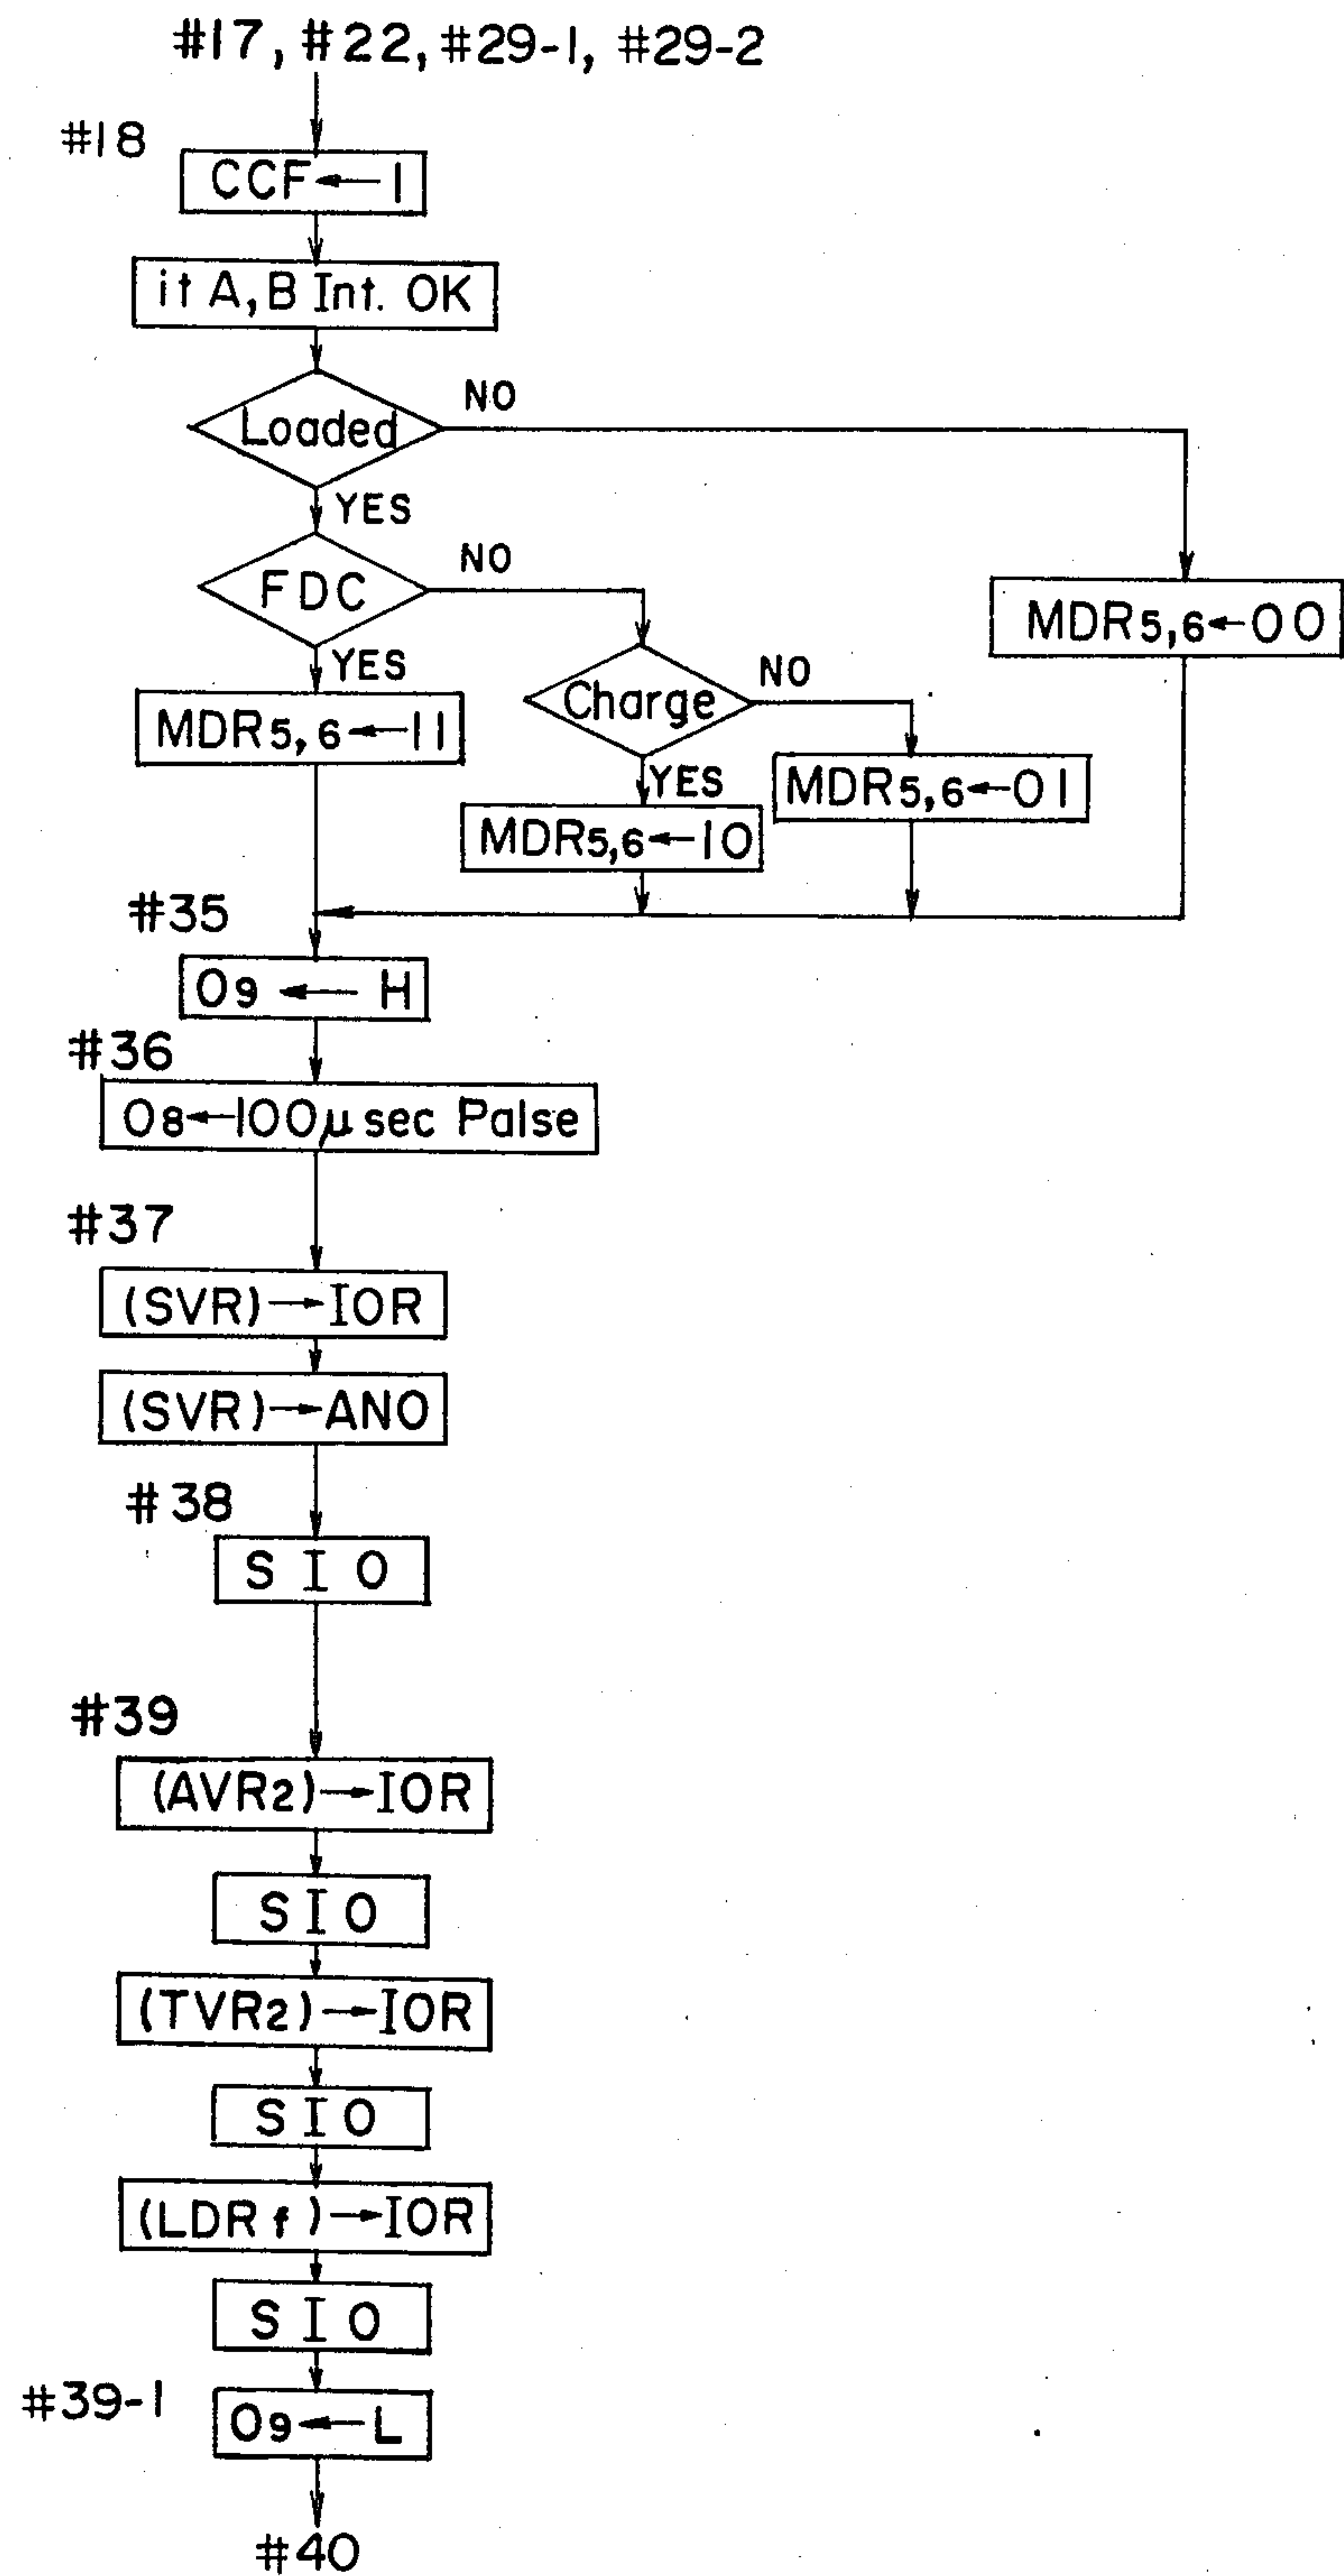 #17, #22, #29-1, #29-2
#18
CCF ← 1
it A, B Int. OK
Loaded
NO
YES
FDC
NO
YES
MDR5,6 ← 00
Charge
NO
MDR5,6 ← 11
YES
MDR5,6 ← 01
MDR5,6 ← 10
#35
O9 ← H
#36
O8 ← 100μsec Palse
#37
(SVR) → IOR
(SVR) → ANO
#38
SIO
#39
(AVR2) → IOR
SIO
(TVR2) → IOR
SIO
(LDRf) → IOR
SIO
#39-1
O9 ← L
#40